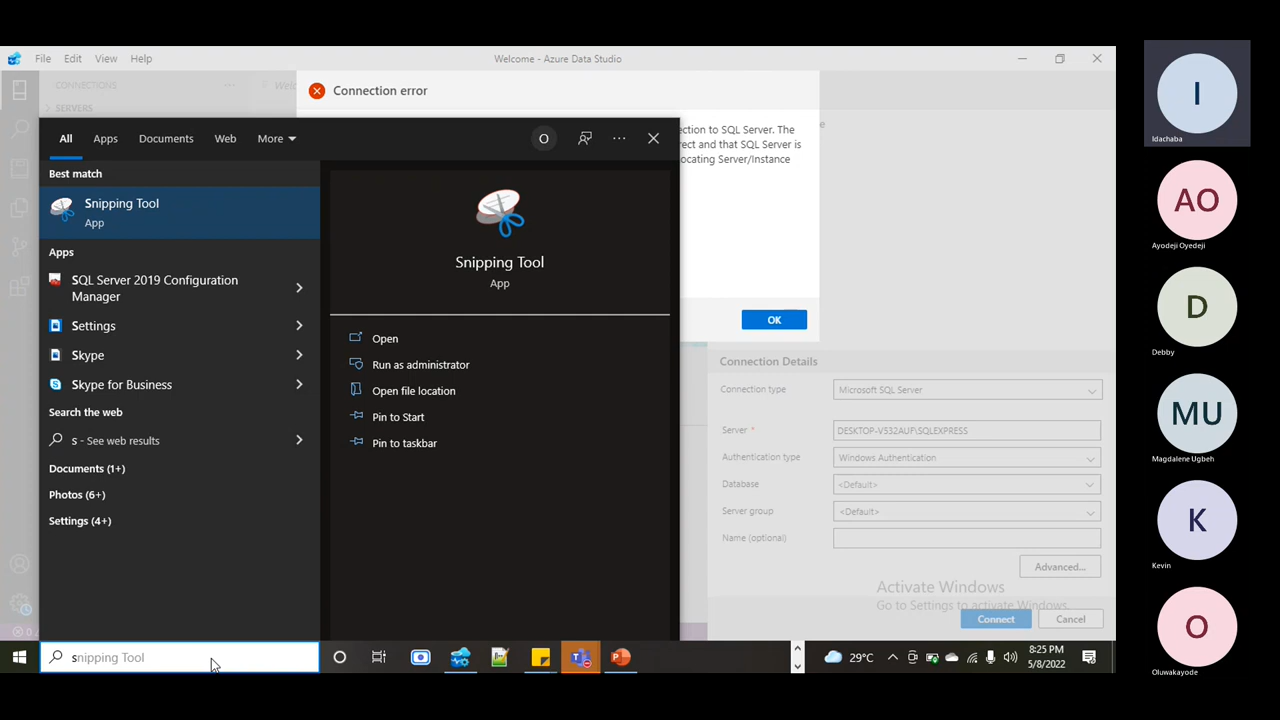 File Edit View Help
Welcome - Azure Data Studio
CONNECTIONS
SERVERS
Connection error
ection to SQL Server. The
rect and that SQL Server is
ocating Server/Instance
OK
All Apps Documents Web More
O
Best match
Snipping Tool
App
Apps
SQL Server 2019 Configuration
Manager
Settings
Skype
Skype for Business
Search the web
s - See web results
Documents (1+)
Photos (6+)
Settings (4+)
Snipping Tool
App
Open
Run as administrator
Open file location
Pin to Start
Pin to taskbar
Connection Details
Connection type
Microsoft SQL Server
Server *
DESKTOP-V532AUF\SQLEXPRESS
Authentication type
Windows Authentication
Database
<Default>
Server group
<Default>
Name (optional)
Advanced...
Activate Windows
Go to Settings to activate Windows.
Connect
Cancel
snipping Tool
29°C
8:25 PM
5/8/2022
I
Idachaba
AO
Ayodeji Oyedeji
D
Debby
MU
Magdalene Ugbeh
K
Kevin
O
Oluwakayode